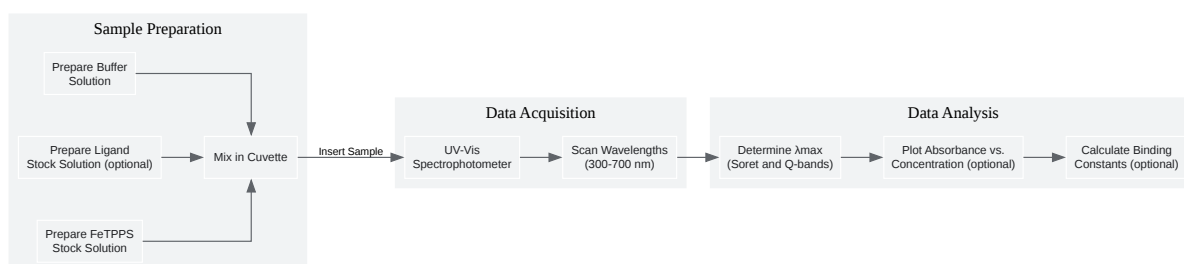 Sample Preparation
Prepare Buffer
Solution
Prepare Ligand
Stock Solution (optional)
Mix in Cuvette
Prepare FeTPPS
Stock Solution
Insert Sample
Data Acquisition
UV-Vis
Spectrophotometer
Scan Wavelengths
(300-700 nm)
Data Analysis
Determine λmax
(Soret and Q-bands)
Plot Absorbance vs.
Concentration (optional)
Calculate Binding
Constants (optional)